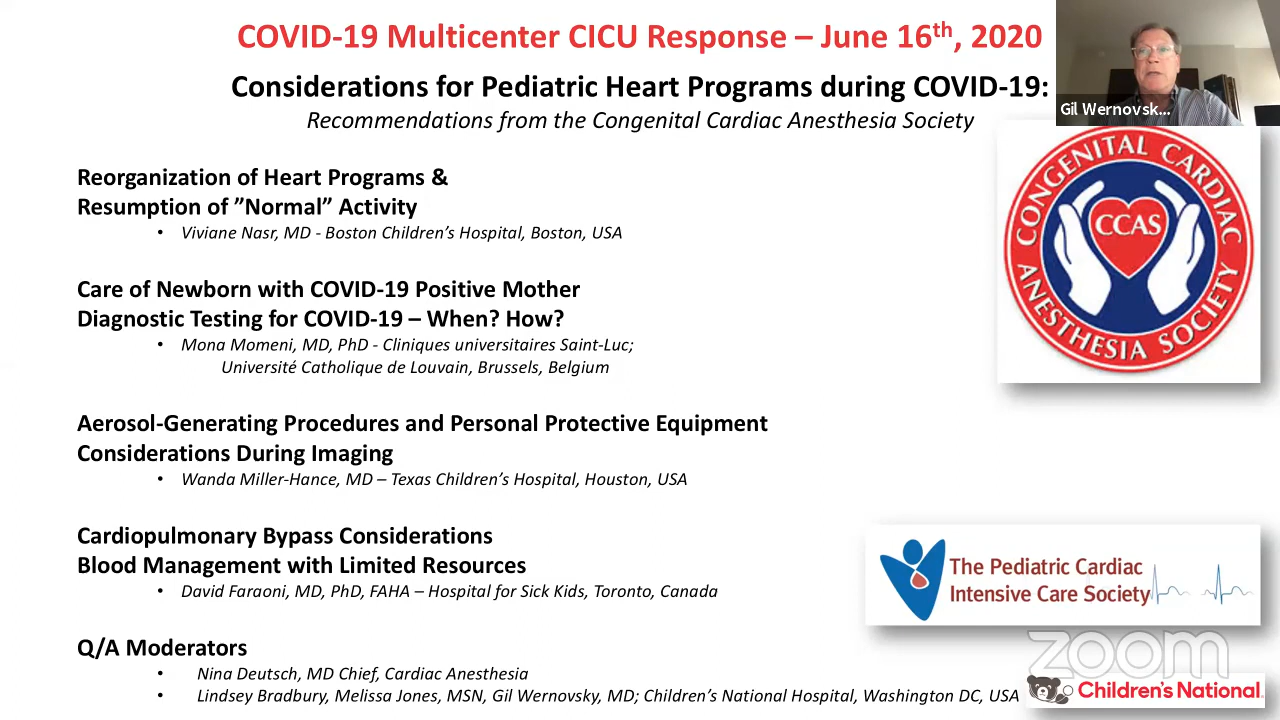 COVID-19 Multicenter CICU Response – June 16th, 2020
Considerations for Pediatric Heart Programs during COVID-19:
Recommendations from the Congenital Cardiac Anesthesia Society
Gil Wernovsk...
Reorganization of Heart Programs &
Resumption of ”Normal” Activity
• Viviane Nasr, MD - Boston Children’s Hospital, Boston, USA
CONGENITAL CARDIAC
ANESTHESIA SOCIETY
CCAS
Care of Newborn with COVID-19 Positive Mother
Diagnostic Testing for COVID-19 – When? How?
• Mona Momeni, MD, PhD - Cliniques universitaires Saint-Luc;
Université Catholique de Louvain, Brussels, Belgium
Aerosol-Generating Procedures and Personal Protective Equipment
Considerations During Imaging
• Wanda Miller-Hance, MD – Texas Children’s Hospital, Houston, USA
Cardiopulmonary Bypass Considerations
Blood Management with Limited Resources
• David Faraoni, MD, PhD, FAHA – Hospital for Sick Kids, Toronto, Canada
The Pediatric Cardiac
Intensive Care Society
Q/A Moderators
• Nina Deutsch, MD Chief, Cardiac Anesthesia
• Lindsey Bradbury, Melissa Jones, MSN, Gil Wernovsky, MD; Children’s National Hospital, Washington DC, USA
zoom
Children’s National